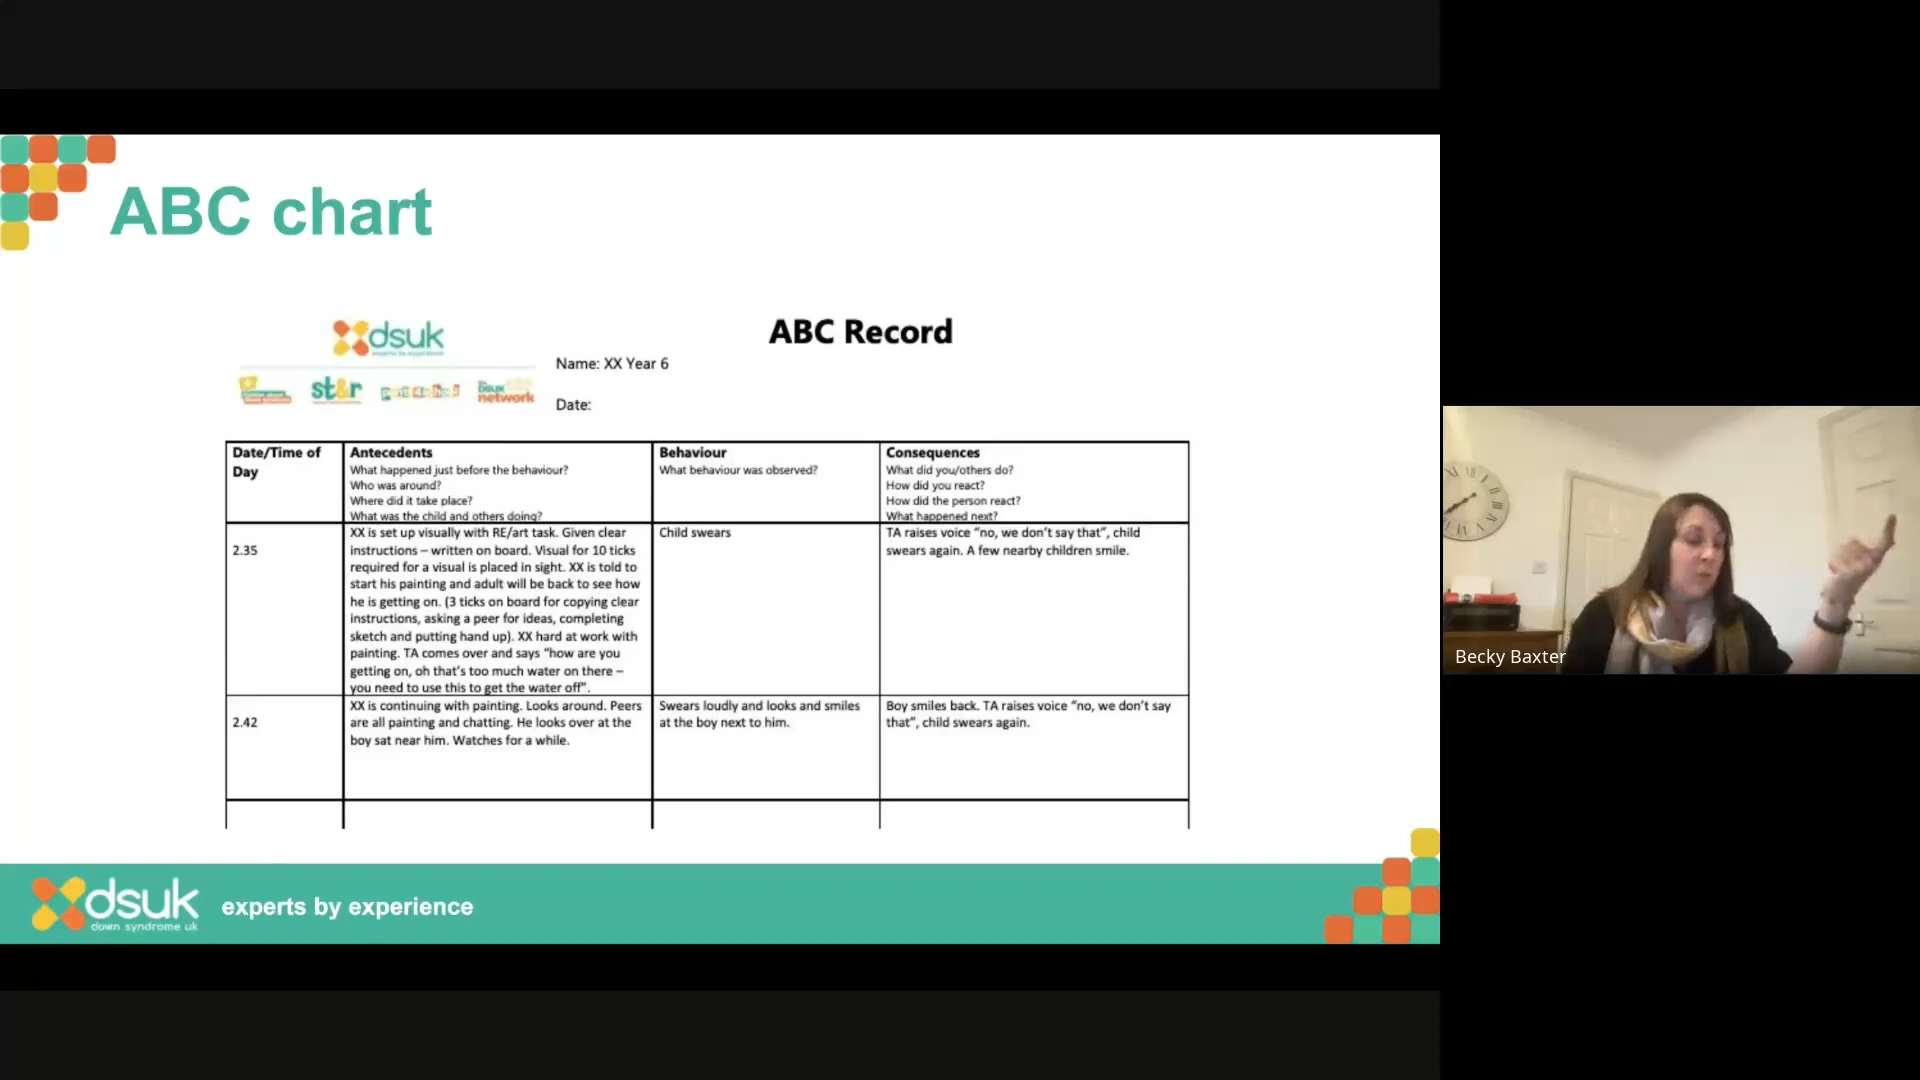 ABC chart
dsuk
ABC Record
Name: XX Year 6
st&r
DSUK
network
Date:
Date/Time of
Day
Antecedents
What happened just before the behaviour?
Who was around?
Where did it take place?
What was the child and others doing?
Behaviour
What behaviour was observed?
Consequences
What did you/others do?
How did you react?
How did the person react?
What happened next?
2.35
XX is set up visually with RE/art task. Given clear
instructions – written on board. Visual for 10 ticks
required for a visual is placed in sight. XX is told to
start his painting and adult will be back to see how
he is getting on. (3 ticks on board for copying clear
instructions, asking a peer for ideas, completing
sketch and putting hand up). XX hard at work with
painting. TA comes over and says “how are you
getting on, oh that’s too much water on there –
you need to use this to get the water off”.
Child swears
TA raises voice “no, we don’t say that”, child
swears again. A few nearby children smile.
2.42
XX is continuing with painting. Looks around. Peers
are all painting and chatting. He looks over at the
boy sat near him. Watches for a while.
Swears loudly and looks and smiles
at the boy next to him.
Boy smiles back. TA raises voice “no, we don’t say
that”, child swears again.
dsuk
down syndrome uk
experts by experience
Becky Baxter